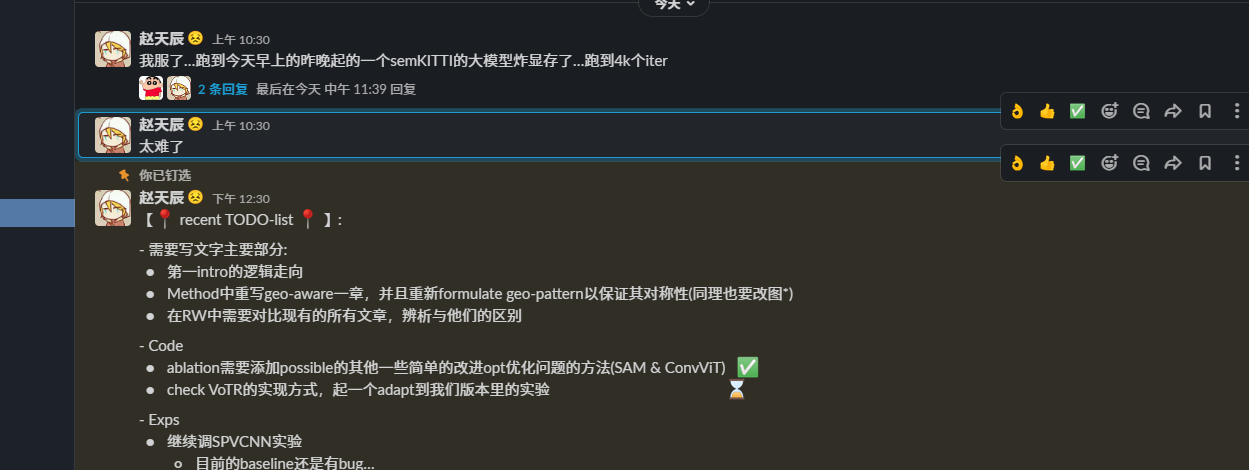 今天
赵天辰 上午 10:30
我服了...跑到今天早上的昨晚起的一个semKITTI的大模型炸显存了...跑到4k个iter
2 条回复 最后在今天 中午 11:39 回复
赵天辰 上午 10:30
太难了
你已钉选
赵天辰 下午 12:30
【📍 recent TODO-list 📍 】:
- 需要写文字主要部分:
● 第一intro的逻辑走向
● Method中重写geo-aware一章，并且重新formulate geo-pattern以保证其对称性(同理也要改图*)
● 在RW中需要对比现有的所有文章，辨析与他们的区别
- Code
● ablation需要添加possible的其他一些简单的改进opt优化问题的方法(SAM & ConvViT) ✅
● check VoTR的实现方式，起一个adapt到我们版本里的实验 ⌛
- Exps
● 继续调SPVCNN实验
○ 目前的baseline还是有bug...